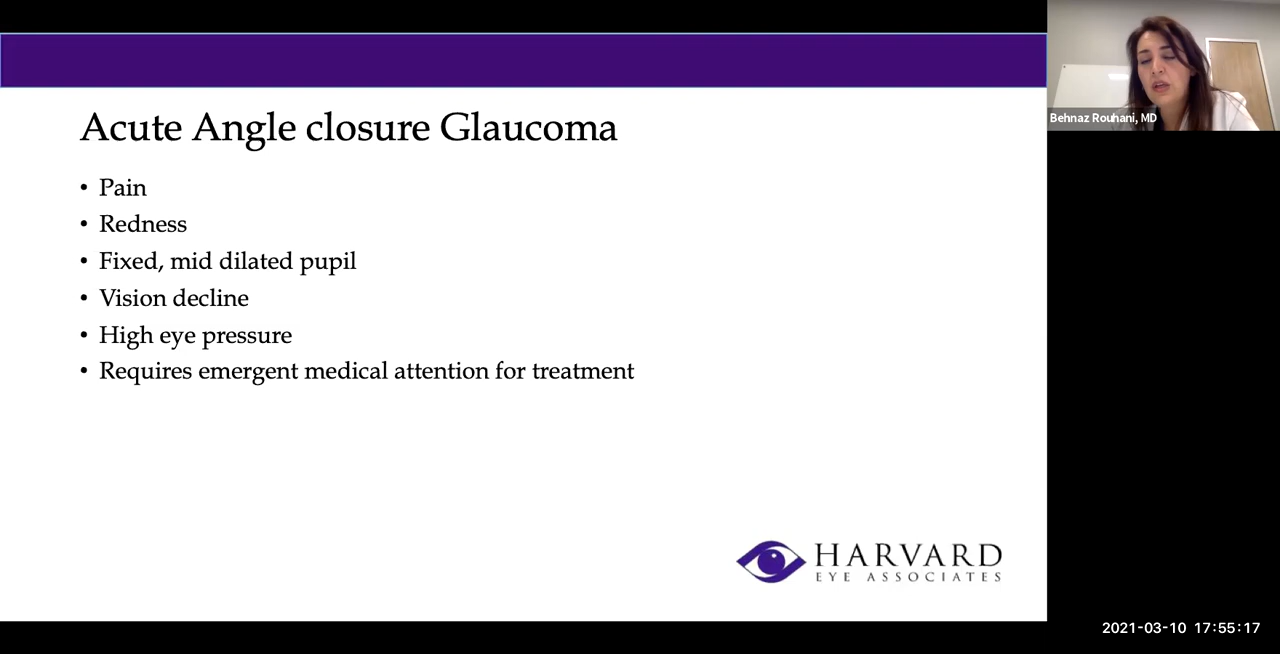 Acute Angle closure Glaucoma
• Pain
• Redness
• Fixed, mid dilated pupil
• Vision decline
• High eye pressure
• Requires emergent medical attention for treatment
HARVARD
EYE ASSOCIATES
Behnaz Rouhani, MD
2021-03-10 17:55:17